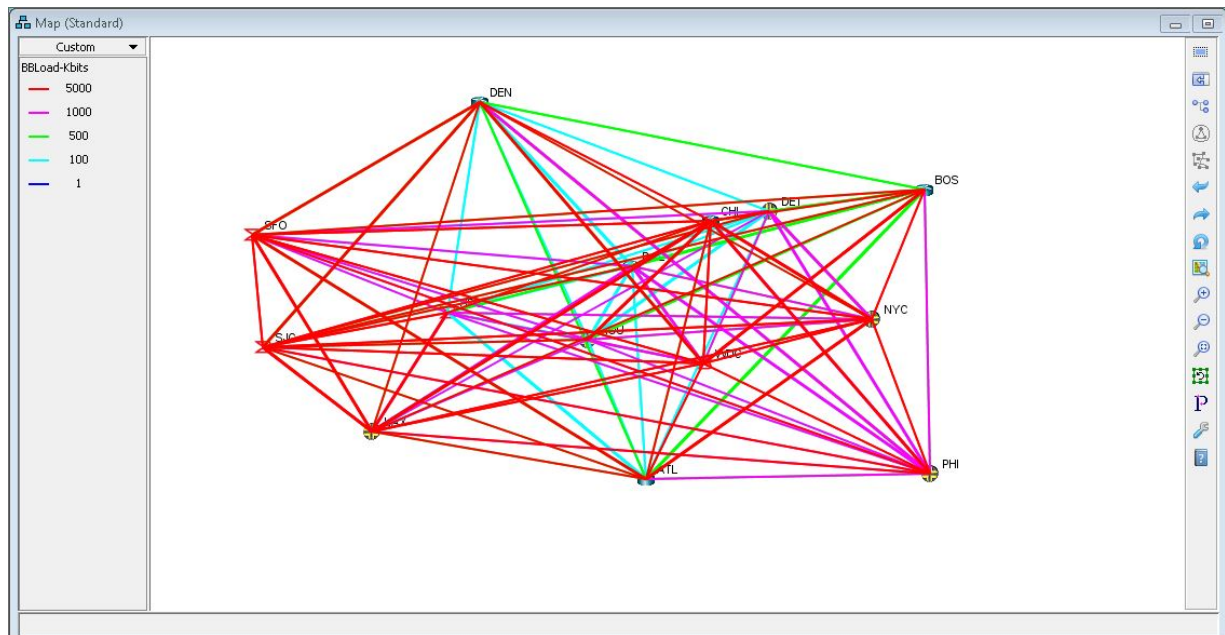 Map (Standard)
Custom
BBLoad-Kbits
5000
1000
500
100
1
DEN
BOS
DET
CHI
SFO
NYC
SJC
ATL
PHI
P
?